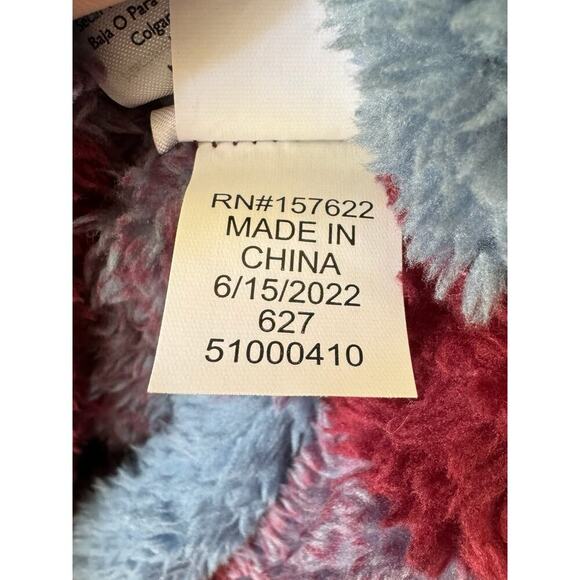 Baja O Para
Colgar
RN#157622
MADE IN
CHINA
6/15/2022
627
51000410